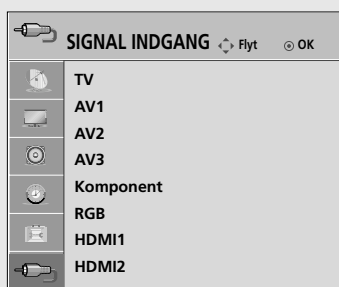 SIGNAL INDGANG Flyt OK
TV
AV1
AV2
AV3
Komponent
RGB
HDMI1
HDMI2